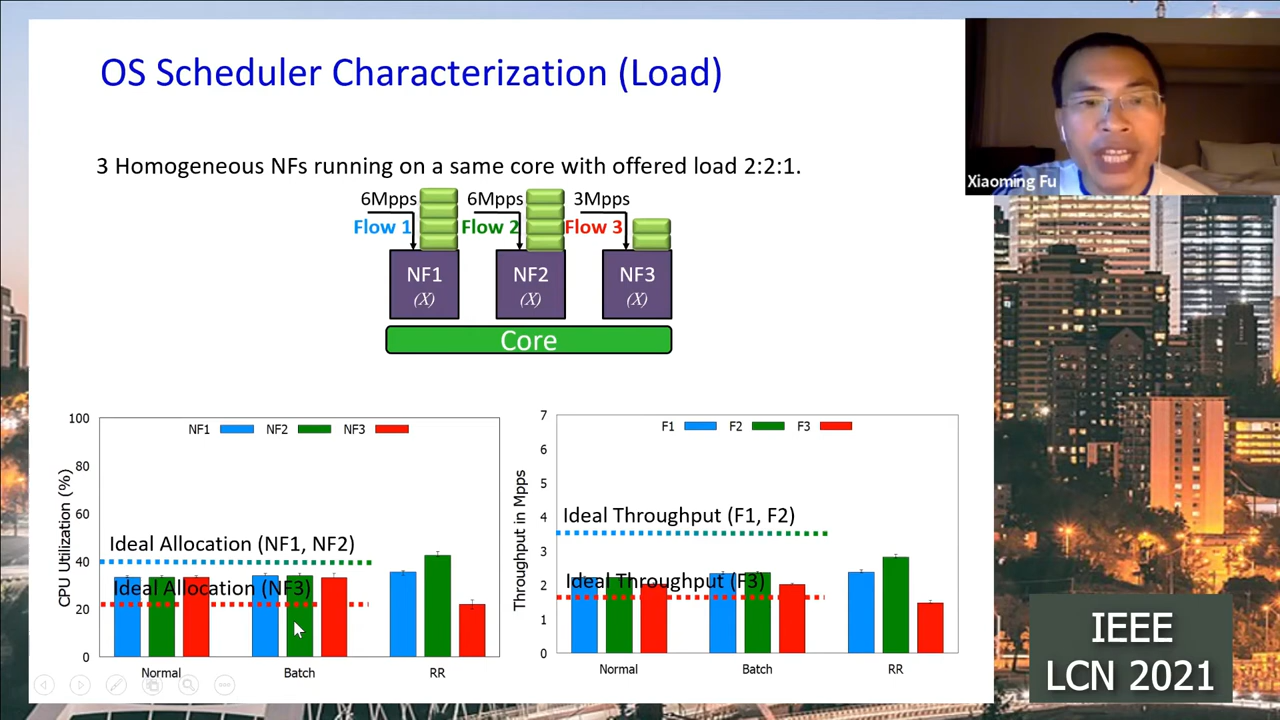 OS Scheduler Characterization (Load)
Xiaoming Fu
3 Homogeneous NFs running on a same core with offered load 2:2:1.
6Mpps 6Mpps 3Mpps
Flow 1 Flow 2 Flow 3
NF1 NF2 NF3
(X) (X) (X)
Core
CPU Utilization (%)
100
80
60
40
20
0
NF1 NF2 NF3
Ideal Allocation (NF1, NF2)
Ideal Allocation (NF3)
Normal Batch RR
Throughput in Mpps
7
6
5
4
3
2
1
0
F1 F2 F3
Ideal Throughput (F1, F2)
Ideal Throughput (F3)
Normal Batch RR
IEEE
LCN 2021